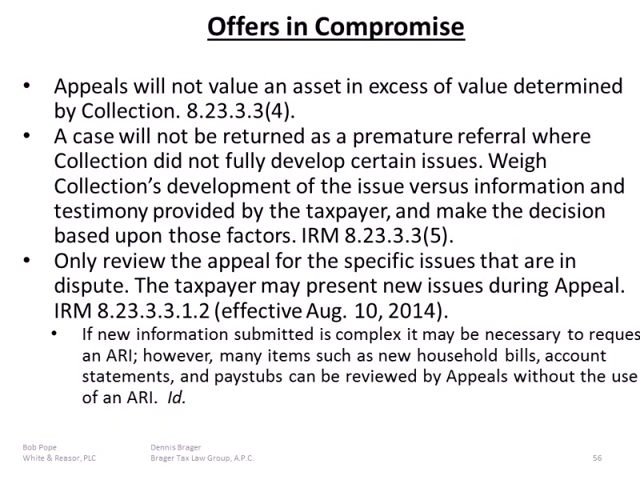 Offers in Compromise
• Appeals will not value an asset in excess of value determined
by Collection. 8.23.3.3(4).
• A case will not be returned as a premature referral where
Collection did not fully develop certain issues. Weigh
Collection's development of the issue versus information and
testimony provided by the taxpayer, and make the decision
based upon those factors. IRM 8.23.3.3(5).
• Only review the appeal for the specific issues that are in
dispute. The taxpayer may present new issues during Appeal.
IRM 8.23.3.3.1.2 (effective Aug. 10, 2014).
• If new information submitted is complex it may be necessary to reques
an ARI; however, many items such as new household bills, account
statements, and paystubs can be reviewed by Appeals without the use
of an ARI. Id.
Bob Pope
White & Reasor, PLC
Dennis Brager
Brager Tax Law Group, A.P.C.
56